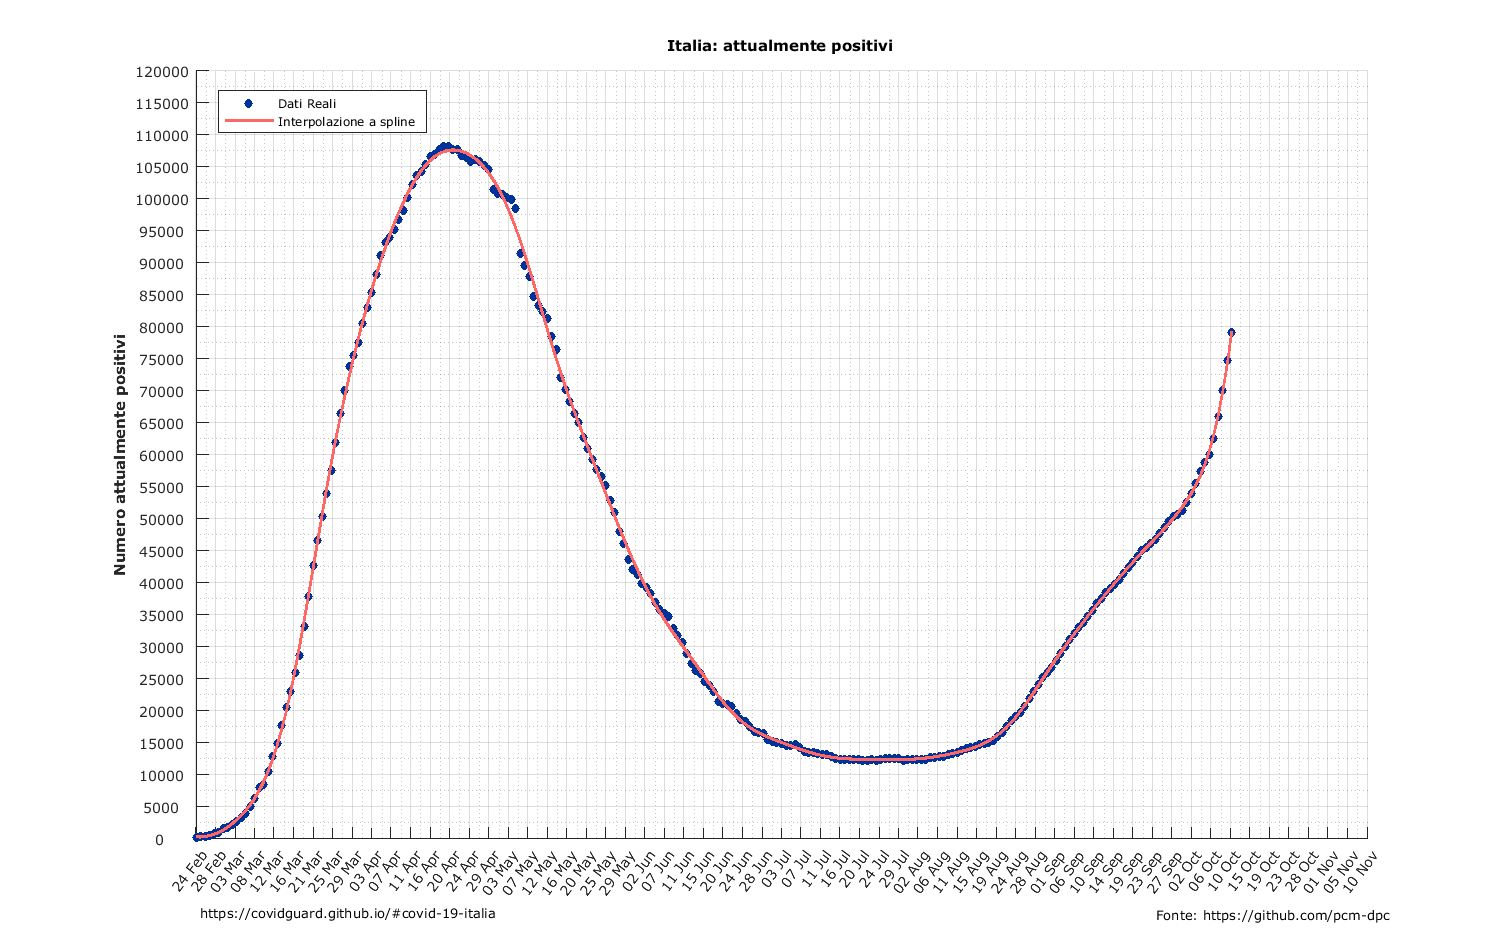 Italia: attualmente positivi
120000
115000
110000
105000
100000
95000
90000
85000
80000
75000
70000
65000
60000
55000
50000
45000
40000
35000
30000
25000
20000
15000
10000
5000
0
Numero attualmente positivi
Dati Reali
Interpolazione a spline
24 Feb
28 Feb
03 Mar
08 Mar
12 Mar
16 Mar
21 Mar
25 Mar
29 Mar
03 Apr
07 Apr
11 Apr
16 Apr
20 Apr
24 Apr
29 Apr
03 May
07 May
12 May
16 May
20 May
25 May
29 May
02 Jun
07 Jun
11 Jun
15 Jun
20 Jun
24 Jun
28 Jun
03 Jul
07 Jul
11 Jul
16 Jul
20 Jul
24 Jul
29 Jul
02 Aug
06 Aug
11 Aug
15 Aug
19 Aug
24 Aug
28 Aug
01 Sep
06 Sep
10 Sep
14 Sep
19 Sep
23 Sep
27 Sep
02 Oct
06 Oct
10 Oct
15 Oct
19 Oct
23 Oct
28 Oct
01 Nov
05 Nov
10 Nov
https://covidguard.github.io/#covid-19-italia
Fonte: https://github.com/pcm-dpc